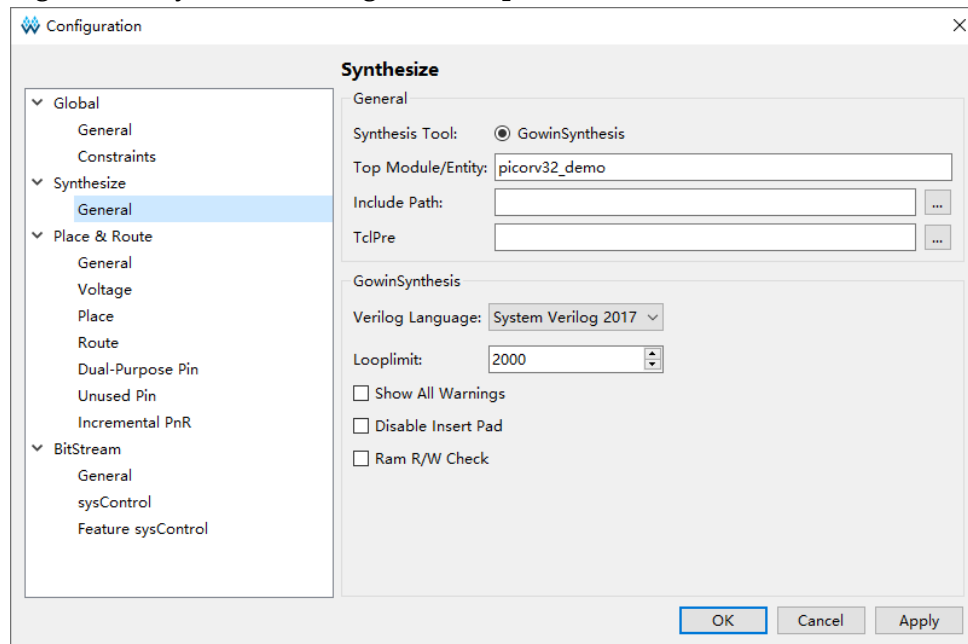 Configuration
Global
General
Constraints
Synthesize
General
Place & Route
General
Voltage
Place
Route
Dual-Purpose Pin
Unused Pin
Incremental PnR
BitStream
General
sysControl
Feature sysControl
Synthesize
General
Synthesis Tool: GowinSynthesis
Top Module/Entity: picorv32_demo
Include Path: ...
TclPre ...
GowinSynthesis
Verilog Language: System Verilog 2017
Looplimit: 2000
Show All Warnings
Disable Insert Pad
Ram R/W Check
OK Cancel Apply